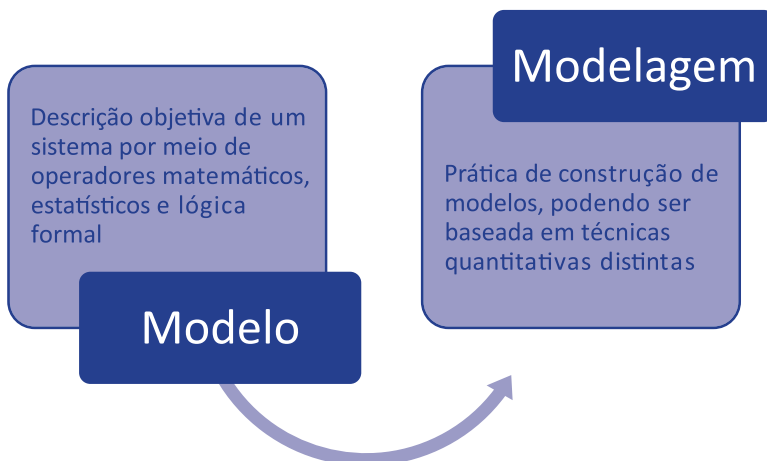 Descrição objetiva de um
sistema por meio de
operadores matemáticos,
estatísticos e lógica
formal
Modelo
Modelagem
Prática de construção de
modelos, podendo ser
baseada em técnicas
quantitativas distintas